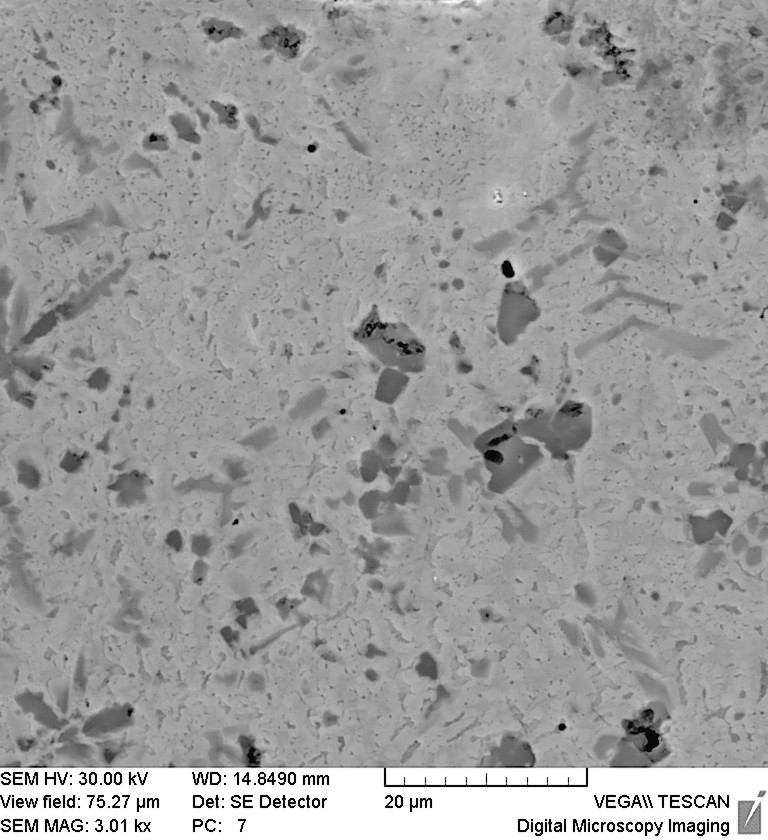 SEM HV: 30.00 kV WD: 14.8490 mm
View field: 75.27 µm Det: SE Detector 20 µm VEGA\\ TESCAN
SEM MAG: 3.01 kx PC: 7 Digital Microscopy Imaging